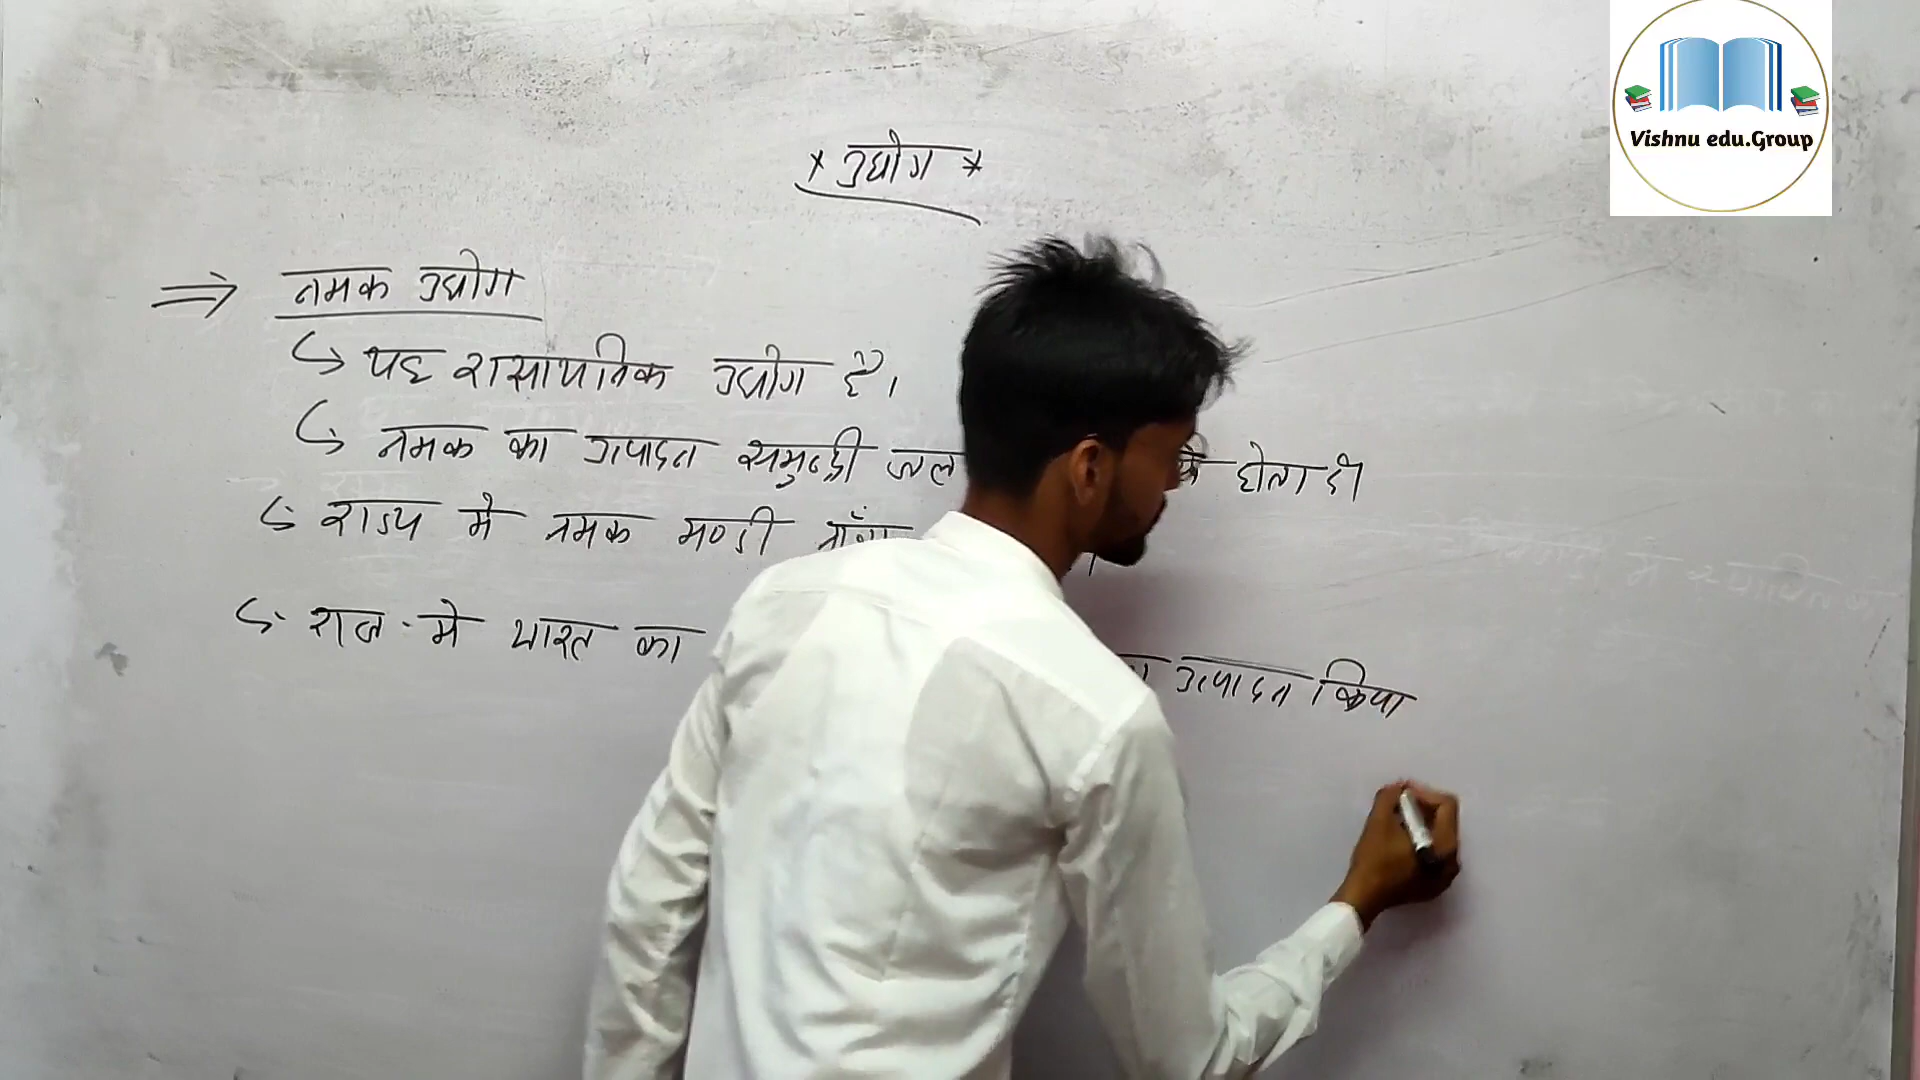 * उद्योग *
Vishnu edu.Group
⇒ नमक उद्योग
↳ यह रासायनिक उद्योग है।
↳ नमक का उत्पादन समुन्द्री जल होता है।
↳ राज्य मे नमक मण्डी
↳ राज. मे भारत का उत्पादन किया